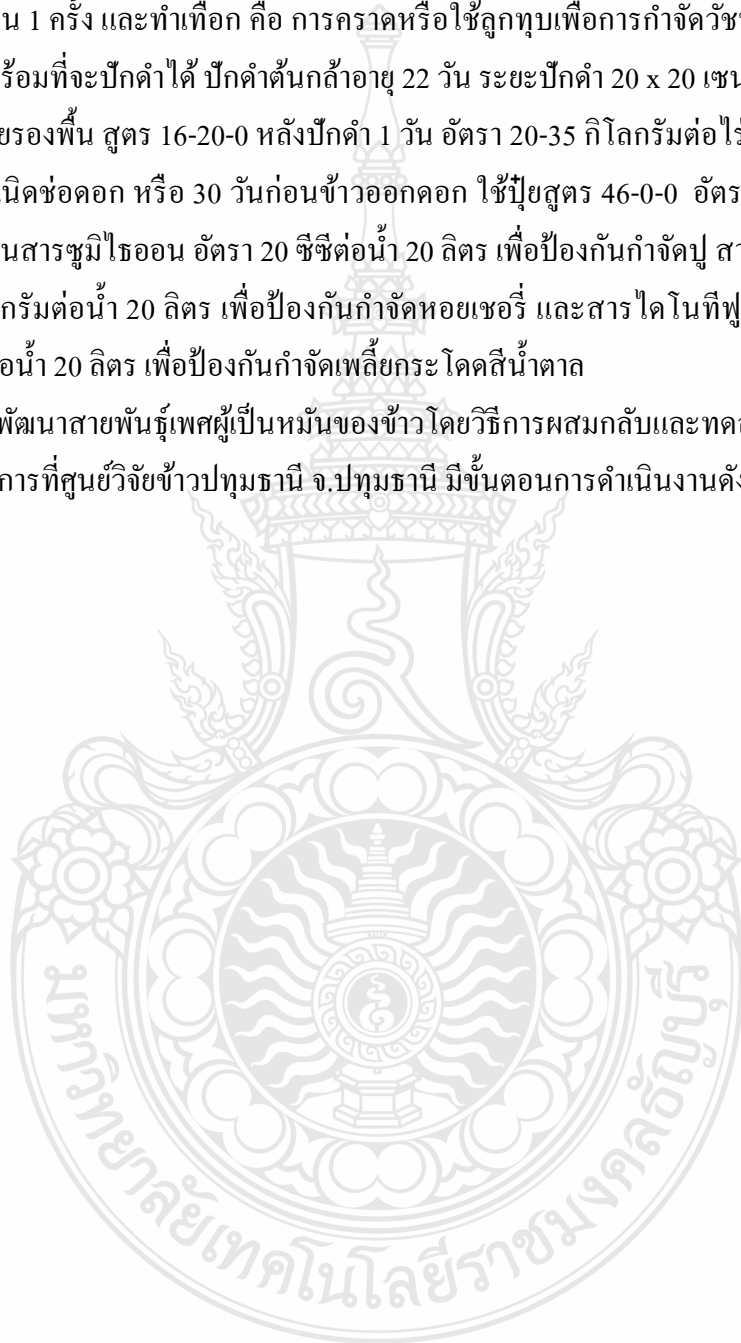 น 1 ครั้ง และทำเทือก คือ การคราดหรือใช้ลูกทุบเพื่อการกำจัดวัช
ร้อมที่จะปักดำได้ ปักดำต้นกล้าอายุ 22 วัน ระยะปักดำ 20 x 20 เซน
ยรองพื้น สูตร 16-20-0 หลังปักดำ 1 วัน อัตรา 20-35 กิโลกรัมต่อไร่
นิดช่อดอก หรือ 30 วันก่อนข้าวออกดอก ใช้ปุ๋ยสูตร 46-0-0 อัตร
นสารซูมิไธออน อัตรา 20 ซีซีต่อน้ำ 20 ลิตร เพื่อป้องกันกำจัดปู สา
กรัมต่อน้ำ 20 ลิตร เพื่อป้องกันกำจัดหอยเชอรี่ และสารไดโนทีฟู
อน้ำ 20 ลิตร เพื่อป้องกันกำจัดเพลี้ยกระโดดสีน้ำตาล
พัฒนาสายพันธุ์เพศผู้เป็นหมันของข้าวโดยวิธีการผสมกลับและทด
การที่ศูนย์วิจัยข้าวปทุมธานี จ.ปทุมธานี มีขั้นตอนการดำเนินงานดั
มหาวิทยาลัยเทคโนโลยีราชมงคลธัญบุรี